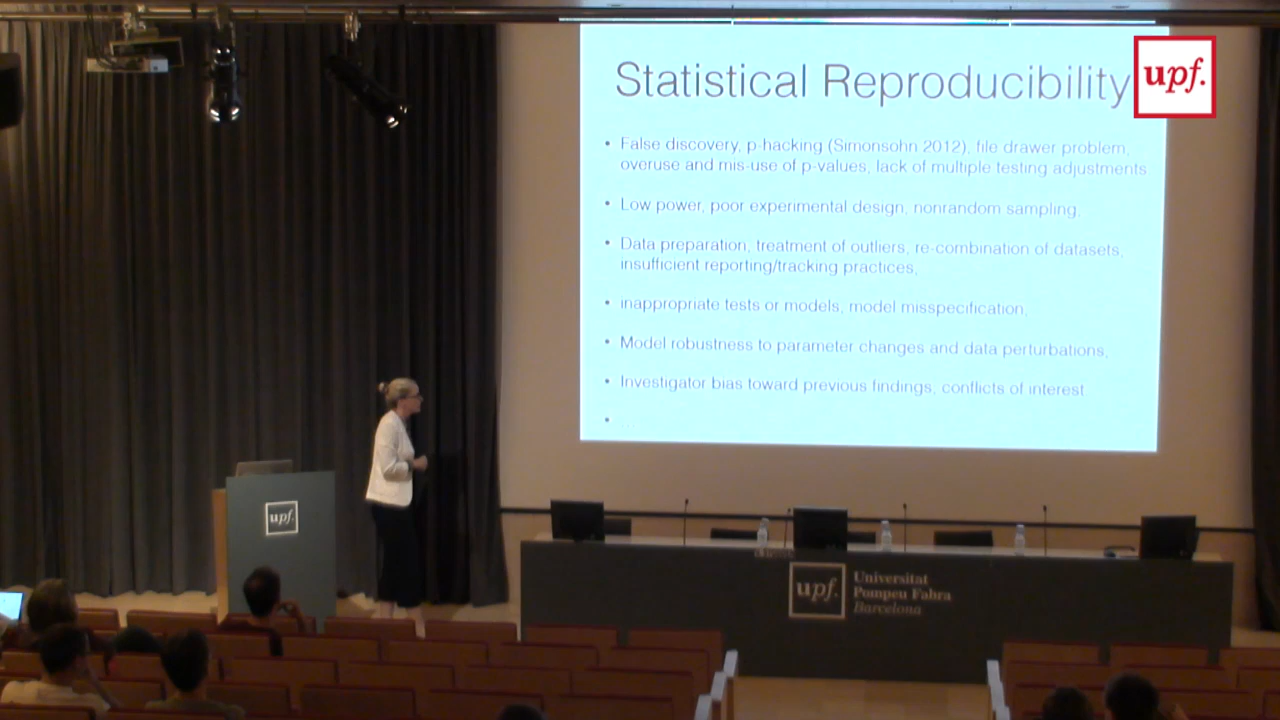 Statistical Reproducibility
upf.
• False discovery, p-hacking (Simonsohn 2012), file drawer problem,
overuse and mis-use of p-values, lack of multiple testing adjustments
• Low power, poor experimental design, nonrandom sampling,
• Data preparation, treatment of outliers, re-combination of datasets,
insufficient reporting/tracking practices,
• inappropriate tests or models, model misspecification,
• Model robustness to parameter changes and data perturbations,
• Investigator bias toward previous findings, conflicts of interest
• ...
upf.
upf.
Universitat
Pompeu Fabra
Barcelona